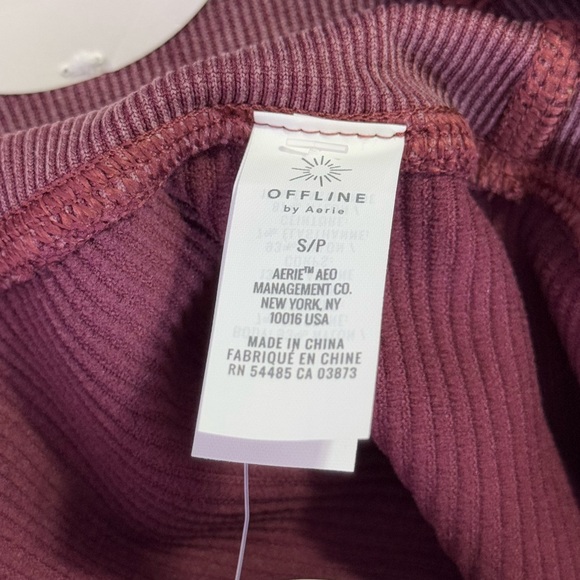 OFFLINE
by Aerie
S/P
AERIE™ AEO
MANAGEMENT CO.
NEW YORK, NY
10016 USA
MADE IN CHINA
FABRIQUÉ EN CHINE
RN 54485 CA 03873